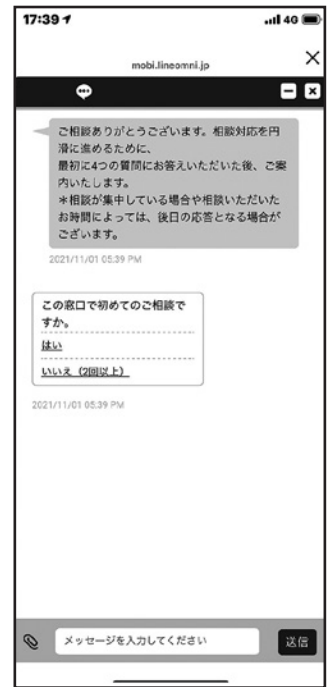 17:39
4G
mobi.lineomni.jp
ご相談ありがとうございます。相談対応を円
滑に進めるために、
最初に4つの質問にお答えいただいた後、ご案
内いたします。
＊相談が集中している場合や相談いただいた
お時間によっては、後日の応答となる場合が
ございます。
2021/11/01 05:39 PM
この窓口で初めてのご相談で
すか。
はい
いいえ（2回以上）
2021/11/01 05:39 PM
メッセージを入力してください
送信